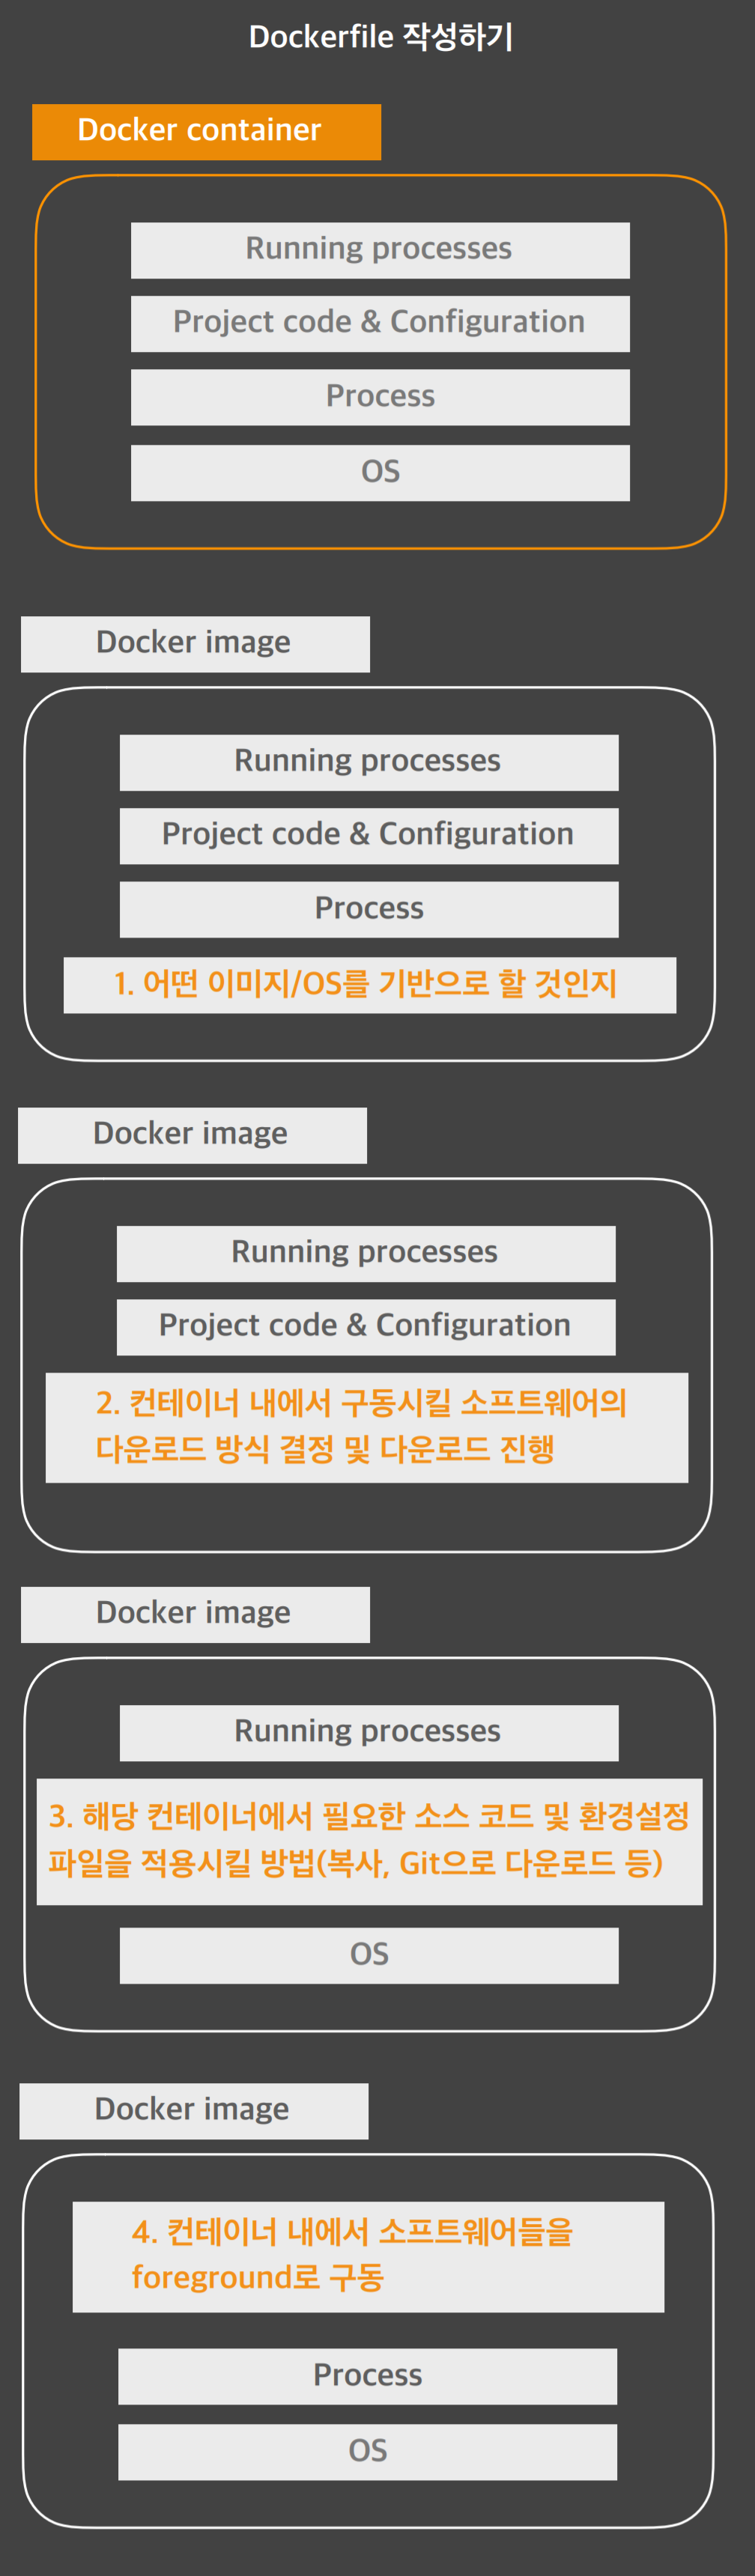 Dockerfile 작성하기
Docker container
Running processes
Project code & Configuration
Process
OS
Docker image
Running processes
Project code & Configuration
Process
1. 어떤 이미지/OS를 기반으로 할 것인지
Docker image
Running processes
Project code & Configuration
2. 컨테이너 내에서 구동시킬 소프트웨어의
다운로드 방식 결정 및 다운로드 진행
Docker image
Running processes
3. 해당 컨테이너에서 필요한 소스 코드 및 환경설정
파일을 적용시킬 방법(복사, Git으로 다운로드 등)
OS
Docker image
4. 컨테이너 내에서 소프트웨어들을
foreground로 구동
Process
OS